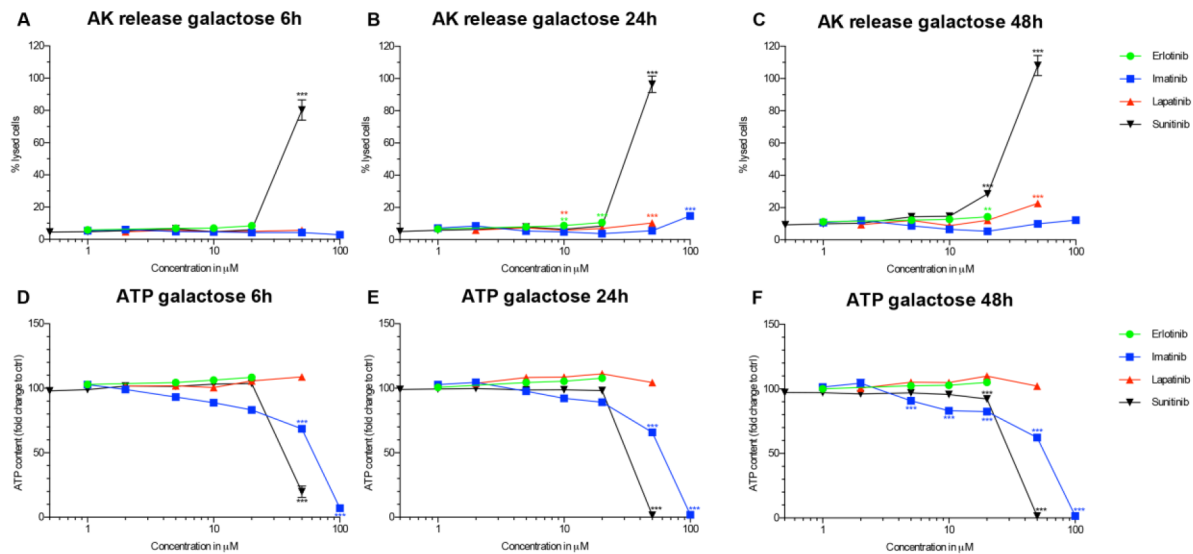 A AK release galactose 6h
B AK release galactose 24h
C AK release galactose 48h
% lysed cells
120
100
80
60
40
20
0
***
1
10
100
Concentration in μM
% lysed cells
120
100
80
60
40
20
0
***
**
**
***
***
***
1
10
100
Concentration in μM
% lysed cells
120
100
80
60
40
20
0
***
***
***
**
1
10
100
Concentration in μM
Erlotinib
Imatinib
Lapatinib
Sunitinib
D ATP galactose 6h
E ATP galactose 24h
F ATP galactose 48h
ATP content (fold change to ctrl)
150
100
50
0
***
***
***
1
10
100
Concentration in μM
ATP content (fold change to ctrl)
150
100
50
0
***
***
***
1
10
100
Concentration in μM
ATP content (fold change to ctrl)
150
100
50
0
***
***
***
***
***
***
***
1
10
100
Concentration in μM
Erlotinib
Imatinib
Lapatinib
Sunitinib